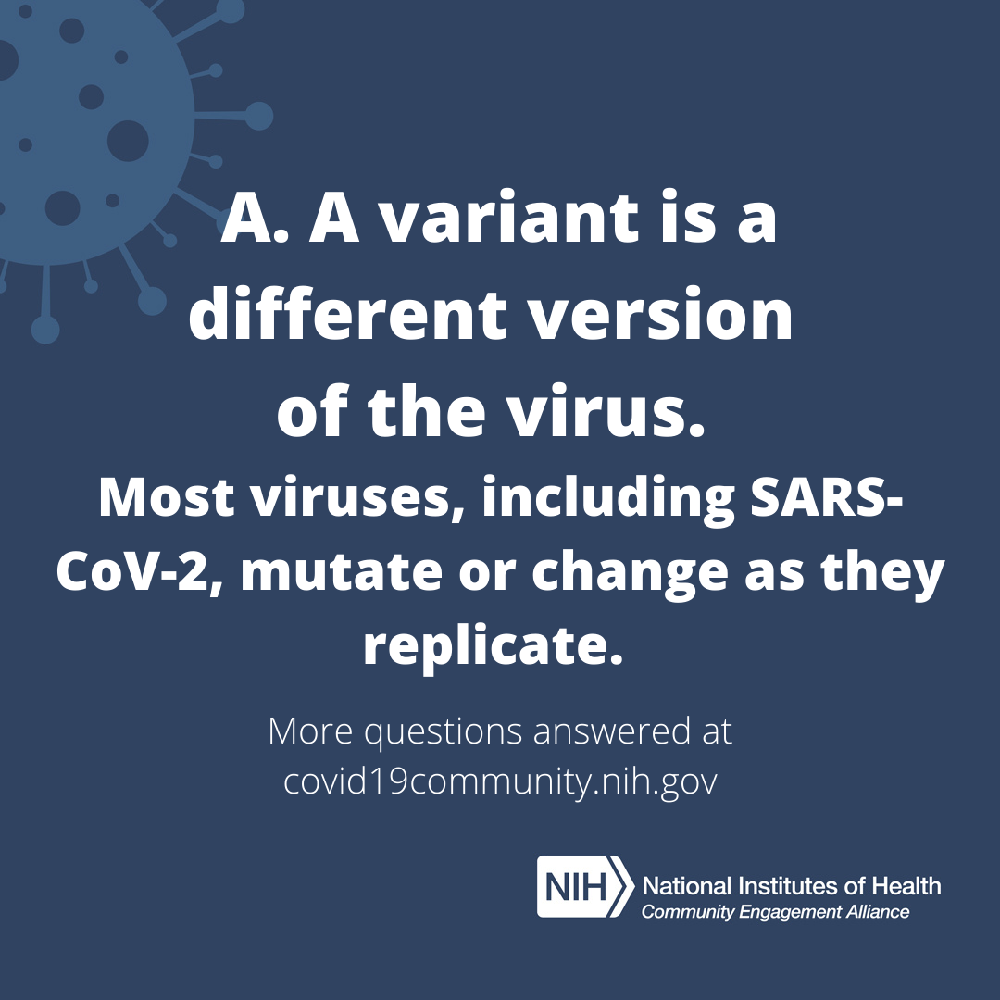 A. A variant is a
different version
of the virus.
Most viruses, including SARS-
CoV-2, mutate or change as they
replicate.
More questions answered at
covid19community.nih.gov
NIH National Institutes of Health
Community Engagement Alliance